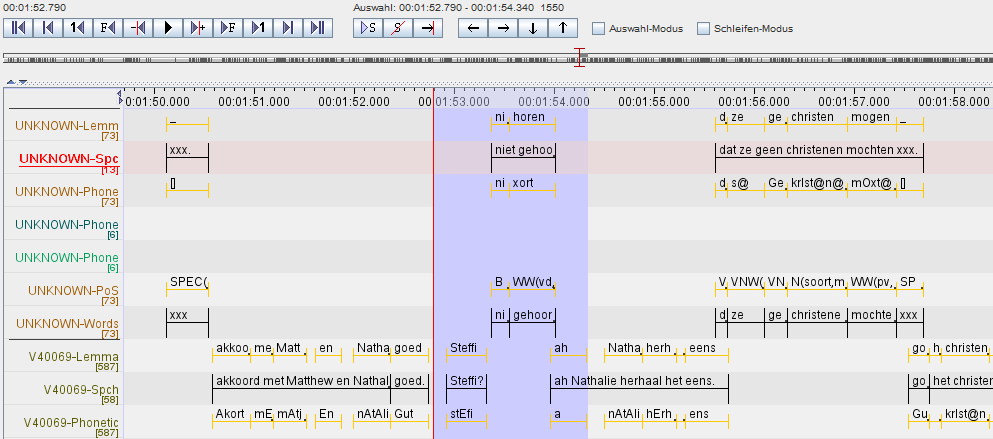 00:01:52.790 Auswahl: 00:01:52.790 - 00:01:54.340 1550
1◀ F◀ -◀ ▶+ ▶F ▶1 ▶S S Auswahl-Modus Schleifen-Modus
0:01:50.000 00:01:51.000 00:01:52.000 00:01:53.000 00:01:54.000 00:01:55.000 00:01:56.000 00:01:57.000 00:01:58.000
UNKNOWN-Lemm _ ni horen d ze ge christen mogen _
[73]
UNKNOWN-Spc xxx. niet gehoo dat ze geen christenen mochten xxx.
[13]
UNKNOWN-Phone [] ni xort d s@ Ge krIst@n@ mOxt@ []
[73]
UNKNOWN-Phone
[6]
UNKNOWN-Phone
[6]
UNKNOWN-PoS SPEC( B WW(vd, V VNW( VN N(soort,m WW(pv, SP
[73]
UNKNOWN-Words xxx ni gehoor d ze ge christene mochte xxx
[73]
V40069-Lemma akkoo me Matt en Natha goed Steffi ah Natha herh eens go h christen
[587]
V40069-Spch akkoord met Matthew en Nathal goed. Steffi? ah Nathalie herhaal het eens. go het christen
[58]
V40069-Phonetic Akort mE mAtj En nAtAli Gut stEfi a nAtAli hErh ens Gu krIst@n
[587]